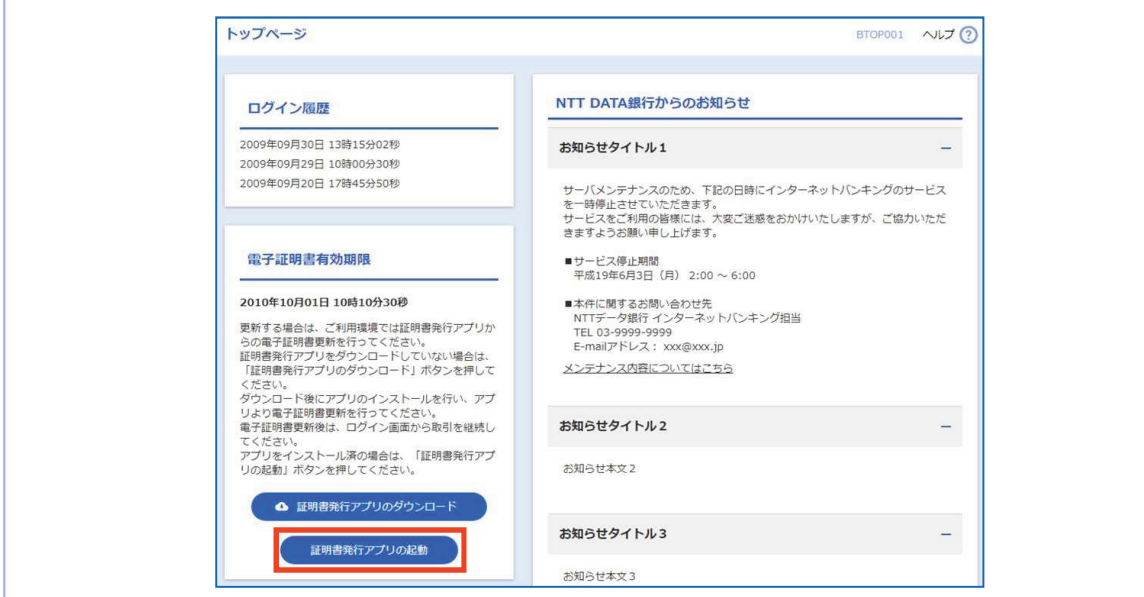 トップページ
BTOP001 ヘルプ ?
ログイン履歴
2009年09月30日 13時15分02秒
2009年09月29日 10時00分30秒
2009年09月20日 17時45分50秒
電子証明書有効期限
2010年10月01日 10時10分30秒
更新する場合は、ご利用環境では証明書発行アプリか
らの電子証明書更新を行ってください。
証明書発行アプリをダウンロードしていない場合は、
「証明書発行アプリのダウンロード」ボタンを押して
ください。
ダウンロード後にアプリのインストールを行い、アプ
リより電子証明書更新を行ってください。
電子証明書更新後は、ログイン画面から取引を継続し
てください。
アプリをインストール済の場合は、「証明書発行アプ
リの起動」ボタンを押してください。
証明書発行アプリのダウンロード
証明書発行アプリの起動
NTT DATA銀行からのお知らせ
お知らせタイトル1
サーバメンテナンスのため、下記の日時にインターネットバンキングのサービス
を一時停止させていただきます。
サービスをご利用の皆様には、大変ご迷惑をおかけいたしますが、ご協力いただ
きますようお願い申し上げます。
■サービス停止期間
平成19年6月3日（月） 2:00 ～ 6:00
■本件に関するお問い合わせ先
NTTデータ銀行 インターネットバンキング担当
TEL 03-9999-9999
E-mailアドレス： xxx@xxx.jp
メンテナンス内容についてはこちら
お知らせタイトル2
お知らせ本文2
お知らせタイトル3
お知らせ本文3